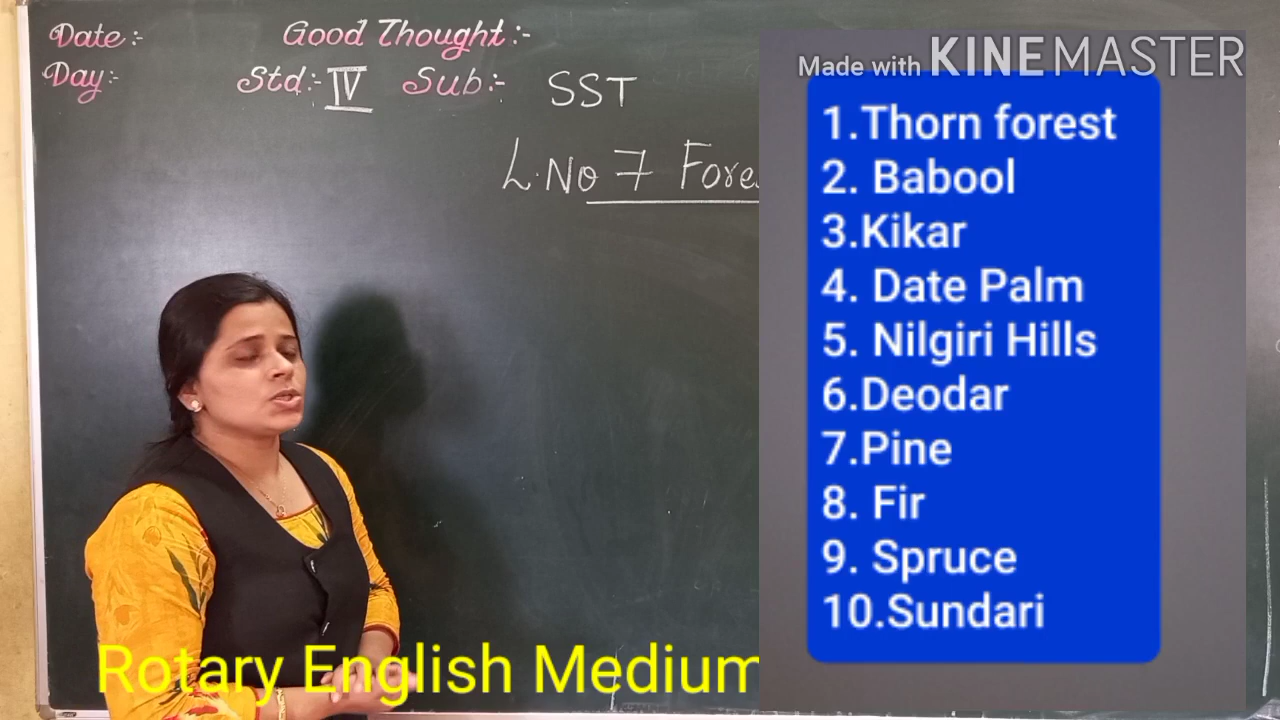 Date:-
Good Thought:-
Day:-
Std:- IV Sub:- SST
L.No 7
Made with KINEMASTER
1.Thorn forest
2. Babool
3.Kikar
4. Date Palm
5. Nilgiri Hills
6.Deodar
7.Pine
8. Fir
9. Spruce
10.Sundari
Rotary English Medium